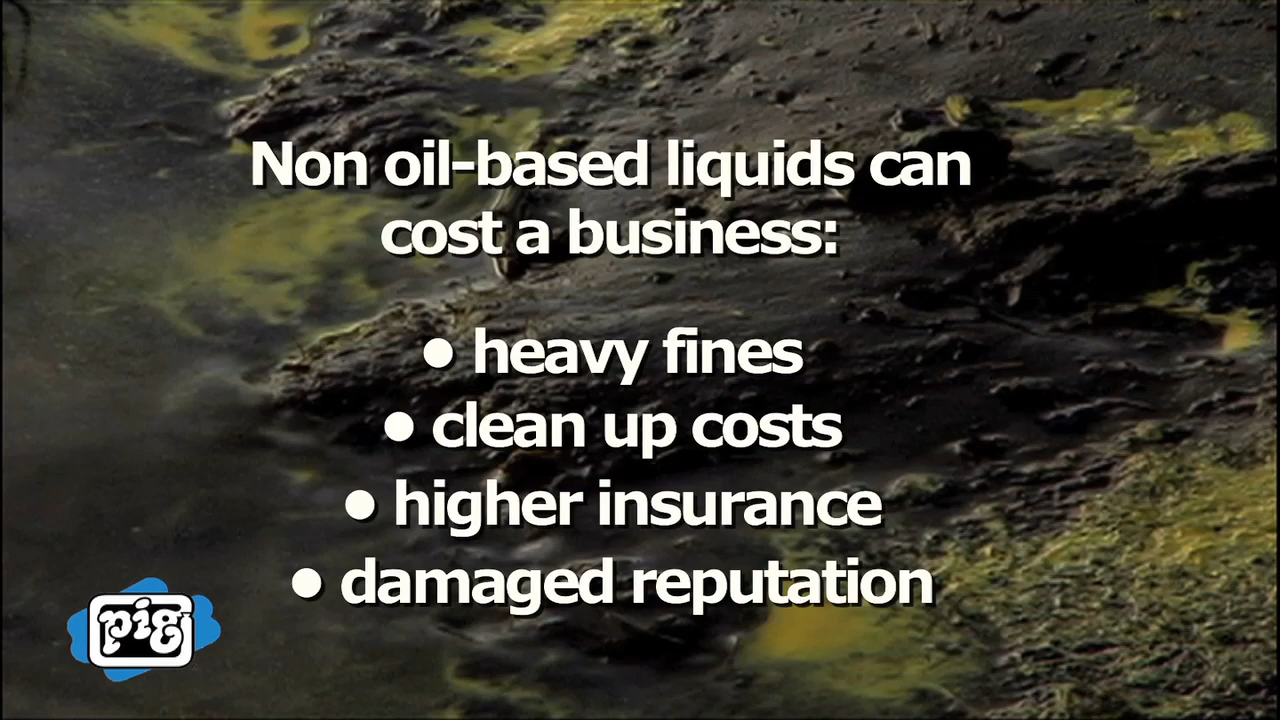 Non oil-based liquids can
cost a business:
• heavy fines
• clean up costs
• higher insurance
• damaged reputation
pig